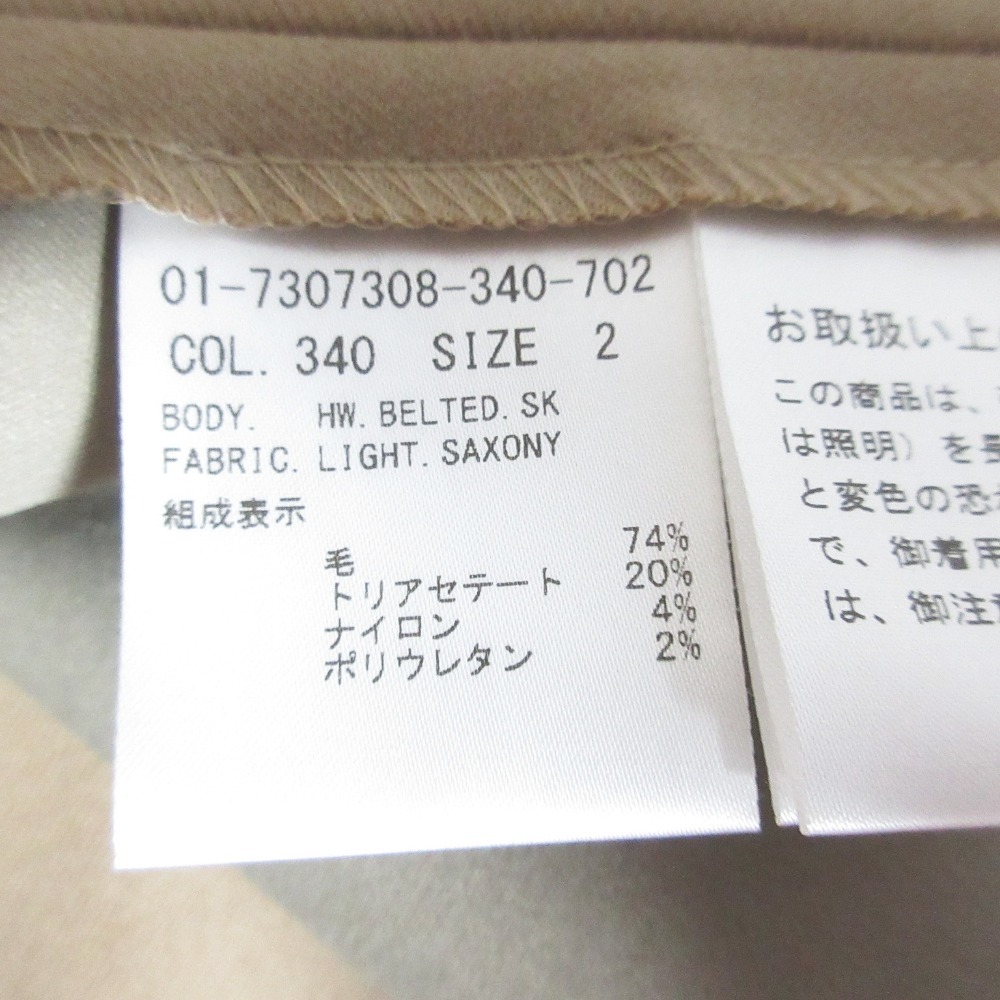 01-7307308-340-702
COL. 340 SIZE 2
BODY. HW. BELTED. SK
FABRIC. LIGHT. SAXONY
組成表示
毛 74%
トリアセテート 20%
ナイロン 4%
ポリウレタン 2%
お取扱い上
この商品は、
は照明）を
と変色の恐
で、御着用
は、御注